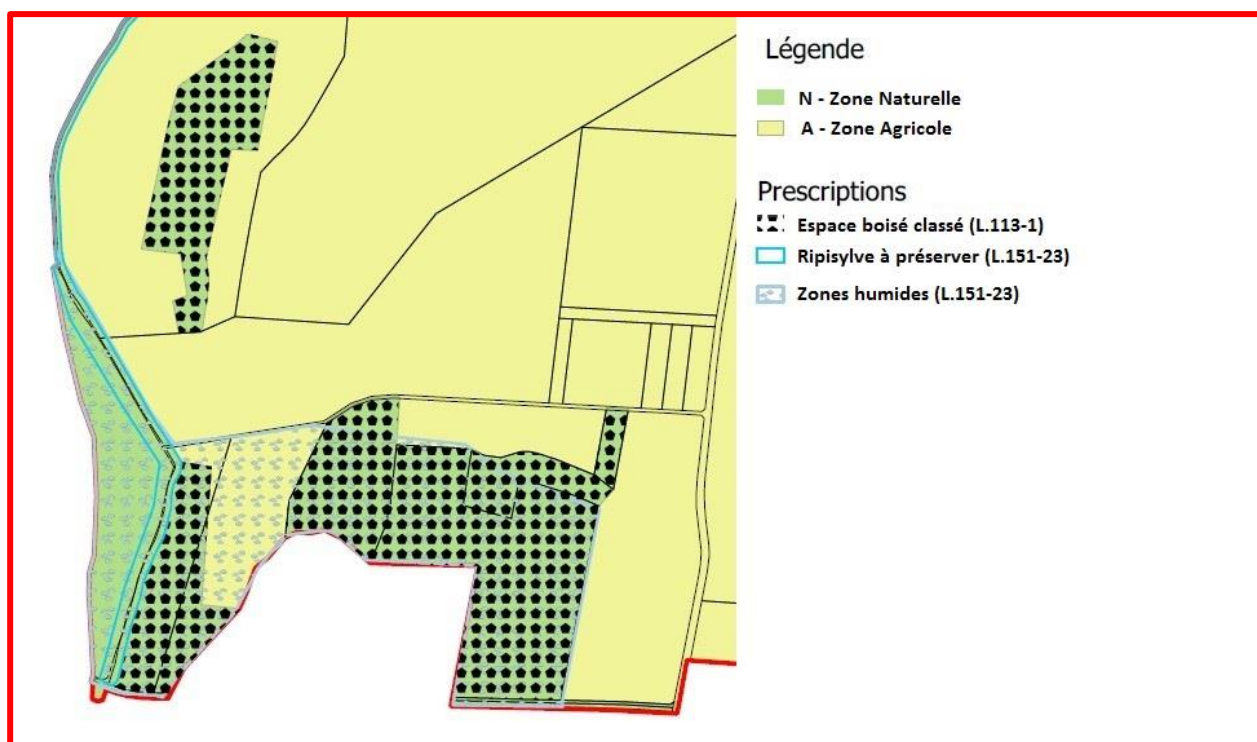 Légende
N - Zone Naturelle
A - Zone Agricole
Prescriptions
Espace boisé classé (L.113-1)
Ripisylve à préserver (L.151-23)
Zones humides (L.151-23)